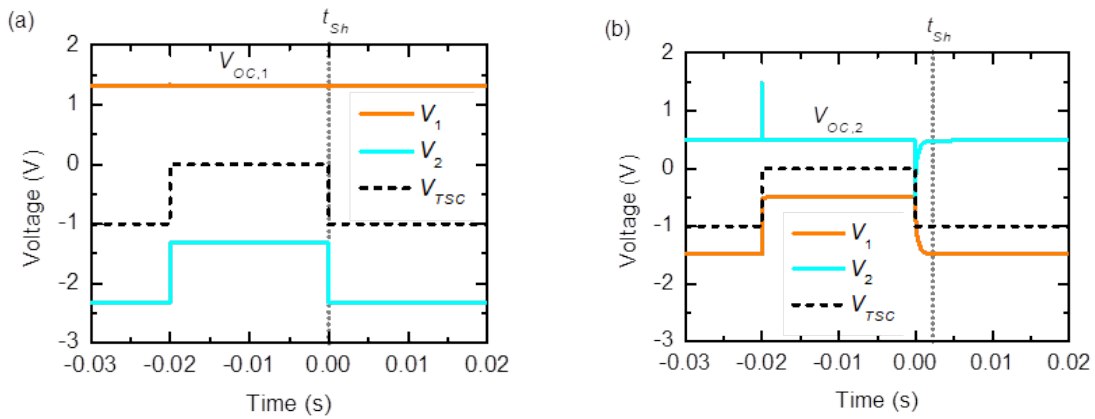 (a)
t_Sh
2
V_OC,1
1
V_1
V_2
V_TSC
0
-1
-2
-3
Voltage (V)
-0.03 -0.02 -0.01 0.00 0.01 0.02
Time (s)
(b)
t_Sh
2
1
V_OC,2
0
-1
V_1
V_2
V_TSC
-2
-3
Voltage (V)
-0.03 -0.02 -0.01 0.00 0.01 0.02
Time (s)